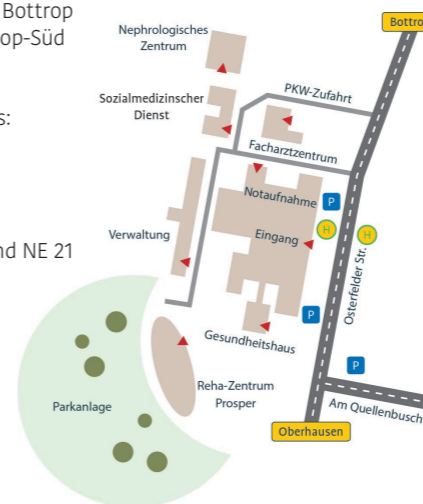 Bottrop
op-Süd
s:
nd NE 21
Bottro
Nephrologisches
Zentrum
PKW-Zufahrt
Sozialmedizinscher
Dienst
Facharztzentrum
Notaufnahme
P
H
H
Verwaltung
Eingang
Osterfelder Str.
P
Gesundheitshaus
P
Reha-Zentrum
Prosper
Parkanlage
Am Quellenbusch
Oberhausen